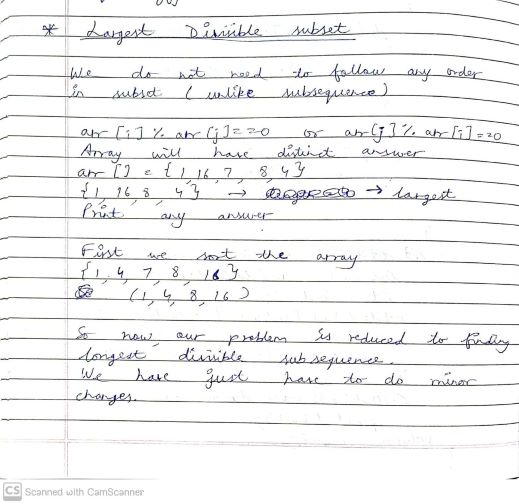 * Largest Divisible subset
We do not need to follow any order
in subset (unlike subsequence)
arr [i] % arr [j] == 0 or arr [j] % arr [i] == 0
Array will have distinct answer
arr [] = { 1, 16, 7, 8, 4 }
{ 1, 16, 8, 4 } → → largest
Print any answer
First we sort the array
{ 1, 4, 7, 8, 16 }
(1, 4, 8, 16)
So now, our problem is reduced to finding
longest divisible subsequence.
We have just have to do minor
changes.
CS Scanned with CamScanner